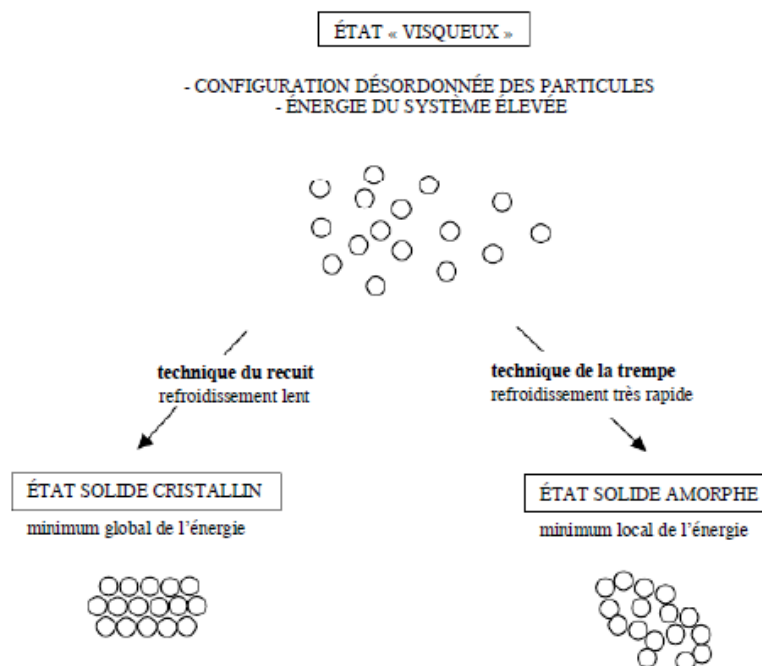 ÉTAT « VISQUEUX »
- CONFIGURATION DÉSORDONNÉE DES PARTICULES
- ÉNERGIE DU SYSTÈME ÉLEVÉE
technique du recuit
refroidissement lent
technique de la trempe
refroidissement très rapide
ÉTAT SOLIDE CRISTALLIN
minimum global de l'énergie
ÉTAT SOLIDE AMORPHE
minimum local de l'énergie